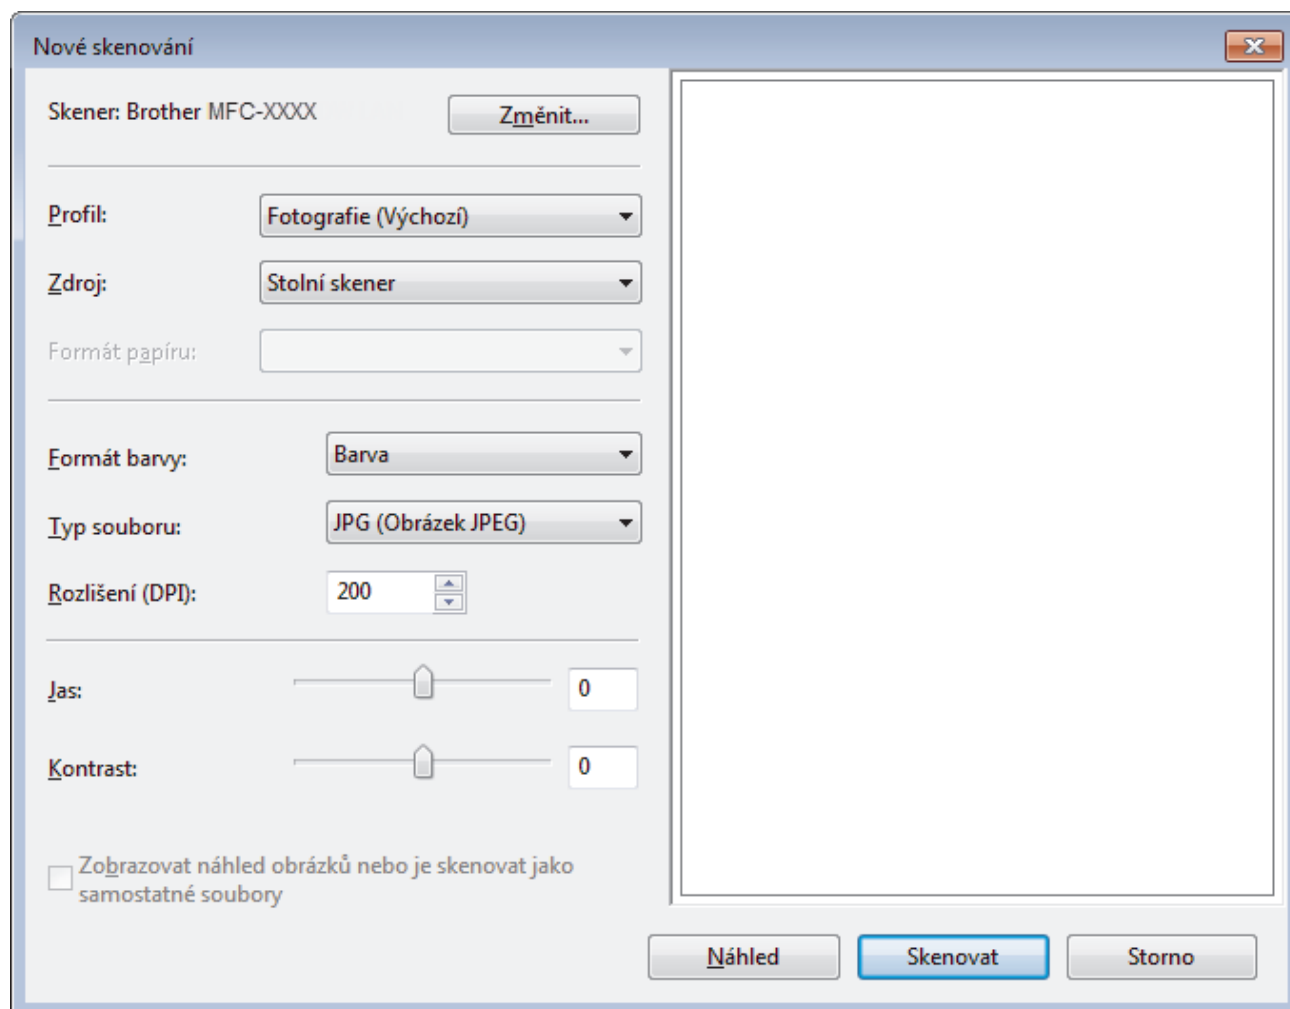 Nové skenování
Skener: Brother MFC-XXXX
Změnit...
Profil:
Fotografie (Výchozí)
Zdroj:
Stolní skener
Formát papíru:
Formát barvy:
Barva
Typ souboru:
JPG (Obrázek JPEG)
Rozlišení (DPI):
200
Jas:
0
Kontrast:
0
Zobrazovat náhled obrázků nebo je skenovat jako
samostatné soubory
Náhled
Skenovat
Storno